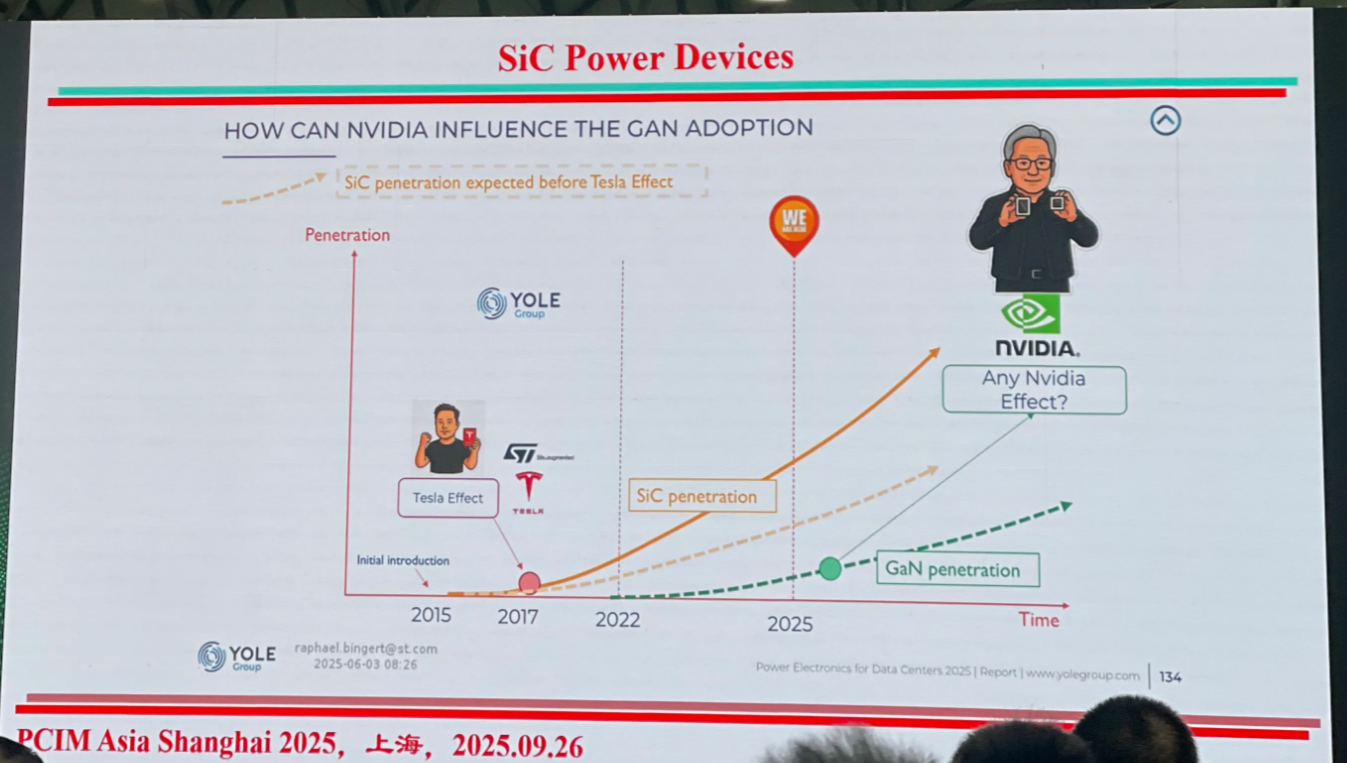 SiC Power Devices
HOW CAN NVIDIA INFLUENCE THE GAN ADOPTION
SiC penetration expected before Tesla Effect
Penetration
WE
YOLE
Group
NVIDIA.
Any Nvidia
Effect?
Tesla Effect
ST
TESLA
SiC penetration
Initial introduction
GaN penetration
2015
2017
2022
2025
Time
YOLE
Group
raphael.bingert@st.com
2025-06-03 08:26
Power Electronics for Data Centers 2025 | Report | www.yolegroup.com | 134
PCIM Asia Shanghai 2025, 上海, 2025.09.26